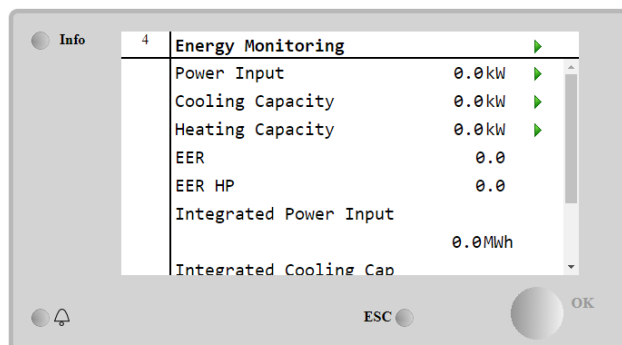 Info
4 Energy Monitoring
Power Input 0.0kW
Cooling Capacity 0.0kW
Heating Capacity 0.0kW
EER 0.0
EER HP 0.0
Integrated Power Input
0.0MWh
Integrated Cooling Cap
ESC
OK